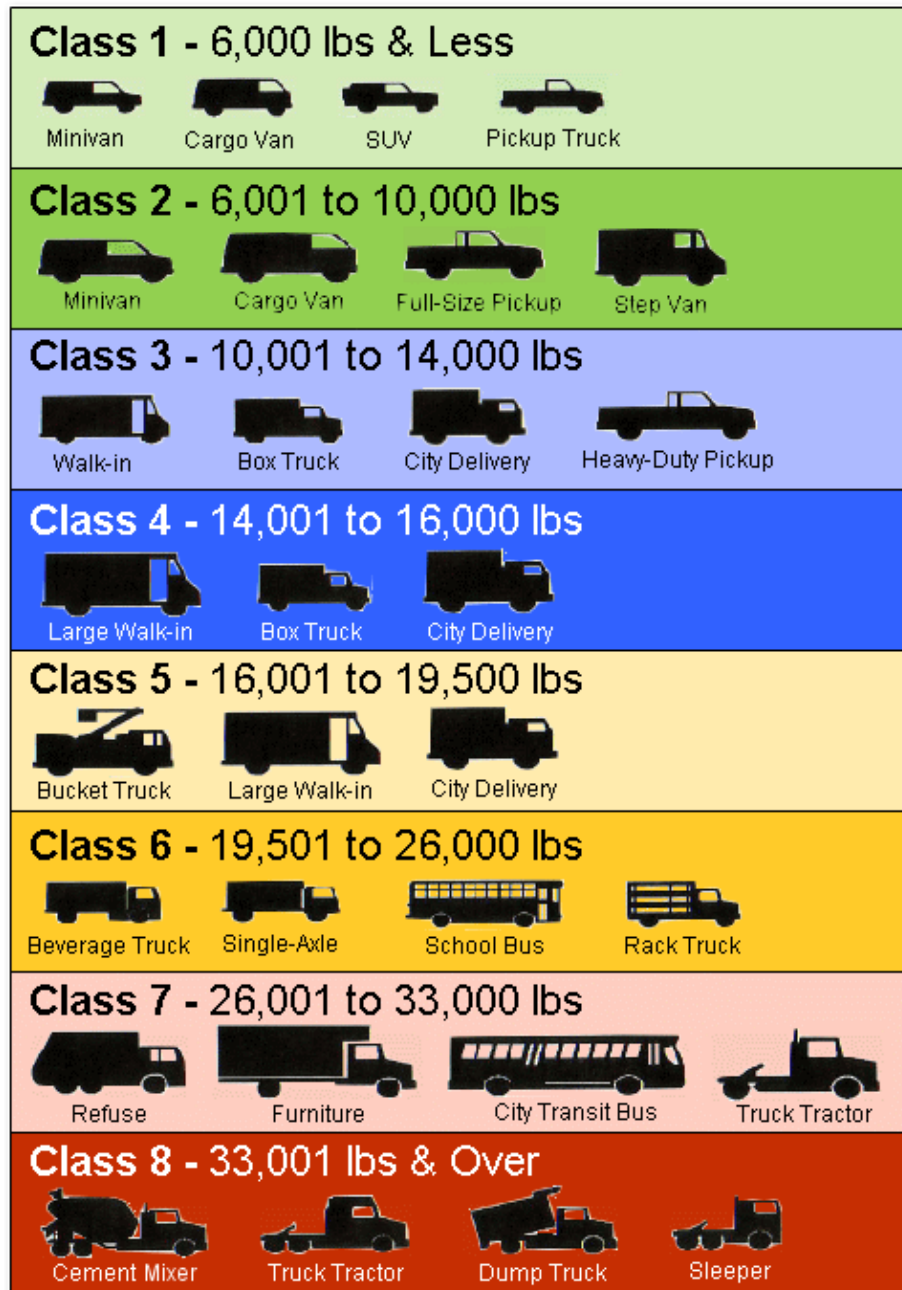 Class 1 - 6,000 lbs & Less
Minivan Cargo Van SUV Pickup Truck
Class 2 - 6,001 to 10,000 lbs
Minivan Cargo Van Full-Size Pickup Step Van
Class 3 - 10,001 to 14,000 lbs
Walk-in Box Truck City Delivery Heavy-Duty Pickup
Class 4 - 14,001 to 16,000 lbs
Large Walk-in Box Truck City Delivery
Class 5 - 16,001 to 19,500 lbs
Bucket Truck Large Walk-in City Delivery
Class 6 - 19,501 to 26,000 lbs
Beverage Truck Single-Axle School Bus Rack Truck
Class 7 - 26,001 to 33,000 lbs
Refuse Furniture City Transit Bus Truck Tractor
Class 8 - 33,001 lbs & Over
Cement Mixer Truck Tractor Dump Truck Sleeper